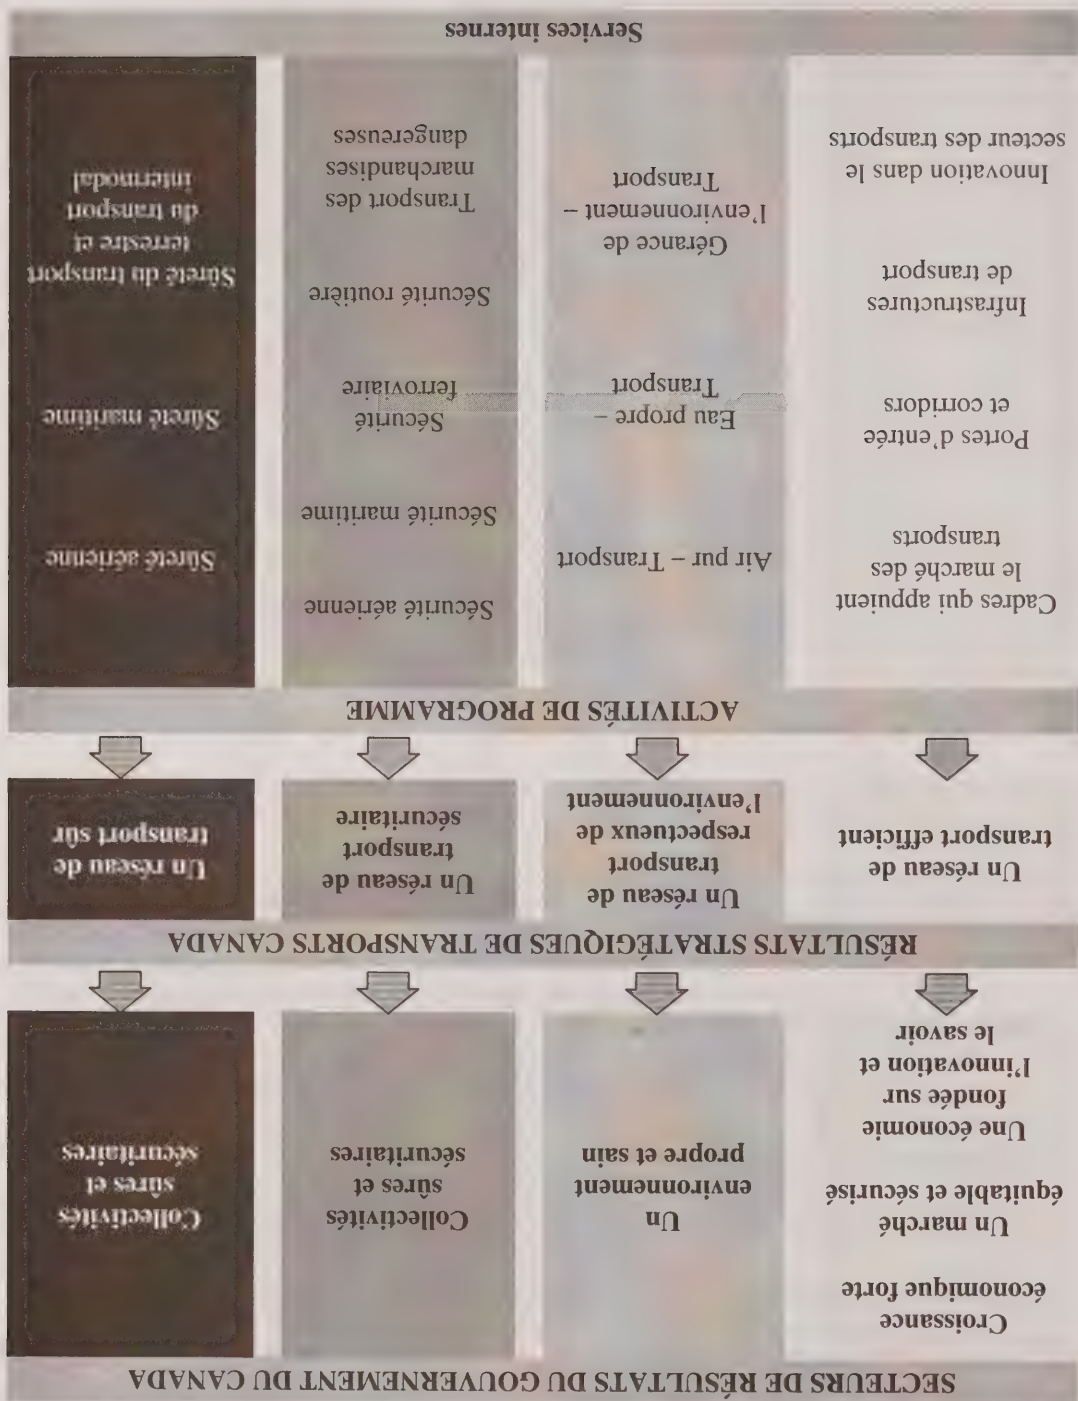 SECTEURS DE RÉSULTATS DU GOUVERNEMENT DU CANADA
Croissance
économique forte
Un marché
équitable et sécurisé
Une économie
fondée sur
l'innovation et
le savoir
Un
environnement
propre et sain
Collectivités
sûres et
sécuritaires
Collectivités
sûres et
sécuritaires
RÉSULTATS STRATÉGIQUES DE TRANSPORTS CANADA
Un réseau de
transport efficient
Un réseau de
transport
respectueux de
l'environnement
Un réseau de
transport
sécuritaire
Un réseau de
transport sûr
ACTIVITÉS DE PROGRAMME
Cadres qui appuient
le marché des
transports
Portes d'entrée
et corridors
Infrastructures
de transport
Innovation dans le
secteur des transports
Air pur – Transport
Eau propre –
Transport
Gérance de
l'environnement –
Transport
Sécurité aérienne
Sécurité maritime
Sécurité
ferroviaire
Sécurité routière
Transport des
marchandises
dangereuses
Sûreté aérienne
Sûreté maritime
Sûreté du transport
terrestre et
du transport
intermodal
Services internes